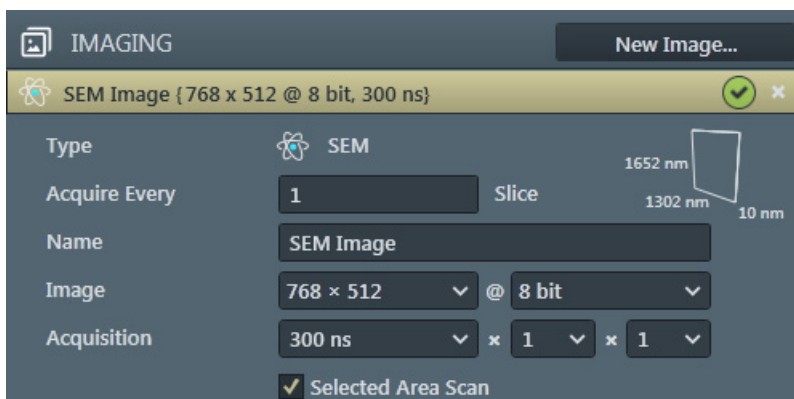 IMAGING New Image...
SEM Image {768 x 512 @ 8 bit, 300 ns}
Type SEM
1652 nm
Acquire Every 1 Slice 1302 nm
10 nm
Name SEM Image
Image 768 × 512 @ 8 bit
Acquisition 300 ns × 1 × 1
Selected Area Scan